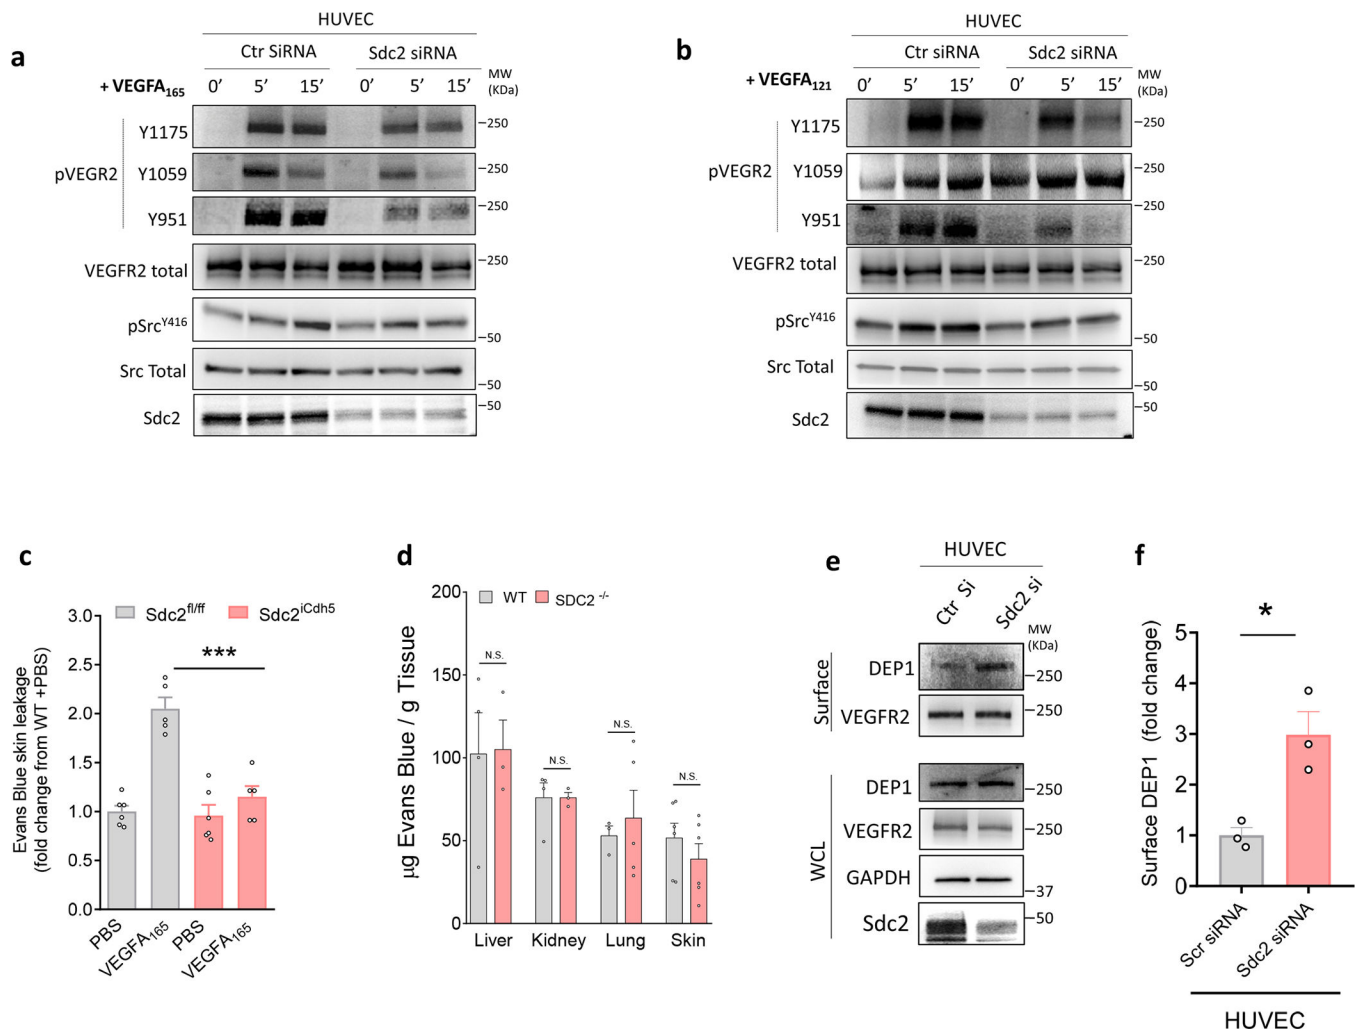 a
HUVEC
Ctr SiRNA Sdc2 siRNA
+ VEGFA165 0’ 5’ 15’ 0’ 5’ 15’ MW (KDa)
pVEGR2
Y1175 250
Y1059 250
Y951 250
VEGFR2 total 250
pSrcY416 50
Src Total 50
Sdc2 50
b
HUVEC
Ctr siRNA Sdc2 siRNA
+ VEGFA121 0’ 5’ 15’ 0’ 5’ 15’ MW (KDa)
pVEGR2
Y1175 250
Y1059 250
Y951 250
VEGFR2 total 250
pSrcY416 50
Src Total 50
Sdc2 50
c
Sdc2fl/ff Sdc2iCdh5
Evans Blue skin leakage
(fold change from WT +PBS)
3.0
2.5
2.0
1.5
1.0
0.5
0.0
***
PBS VEGFA165 PBS VEGFA165
d
WT SDC2 -/-
µg Evans Blue / g Tissue
200
150
100
50
0
N.S. N.S. N.S. N.S.
Liver Kidney Lung Skin
e
HUVEC
Ctr Si Sdc2 si
MW
(KDa)
Surface
DEP1 250
VEGFR2 250
WCL
DEP1 250
VEGFR2 250
GAPDH 37
Sdc2 50
f
Surface DEP1 (fold change)
5
4
3
2
1
0
*
Scr siRNA Sdc2 siRNA
HUVEC